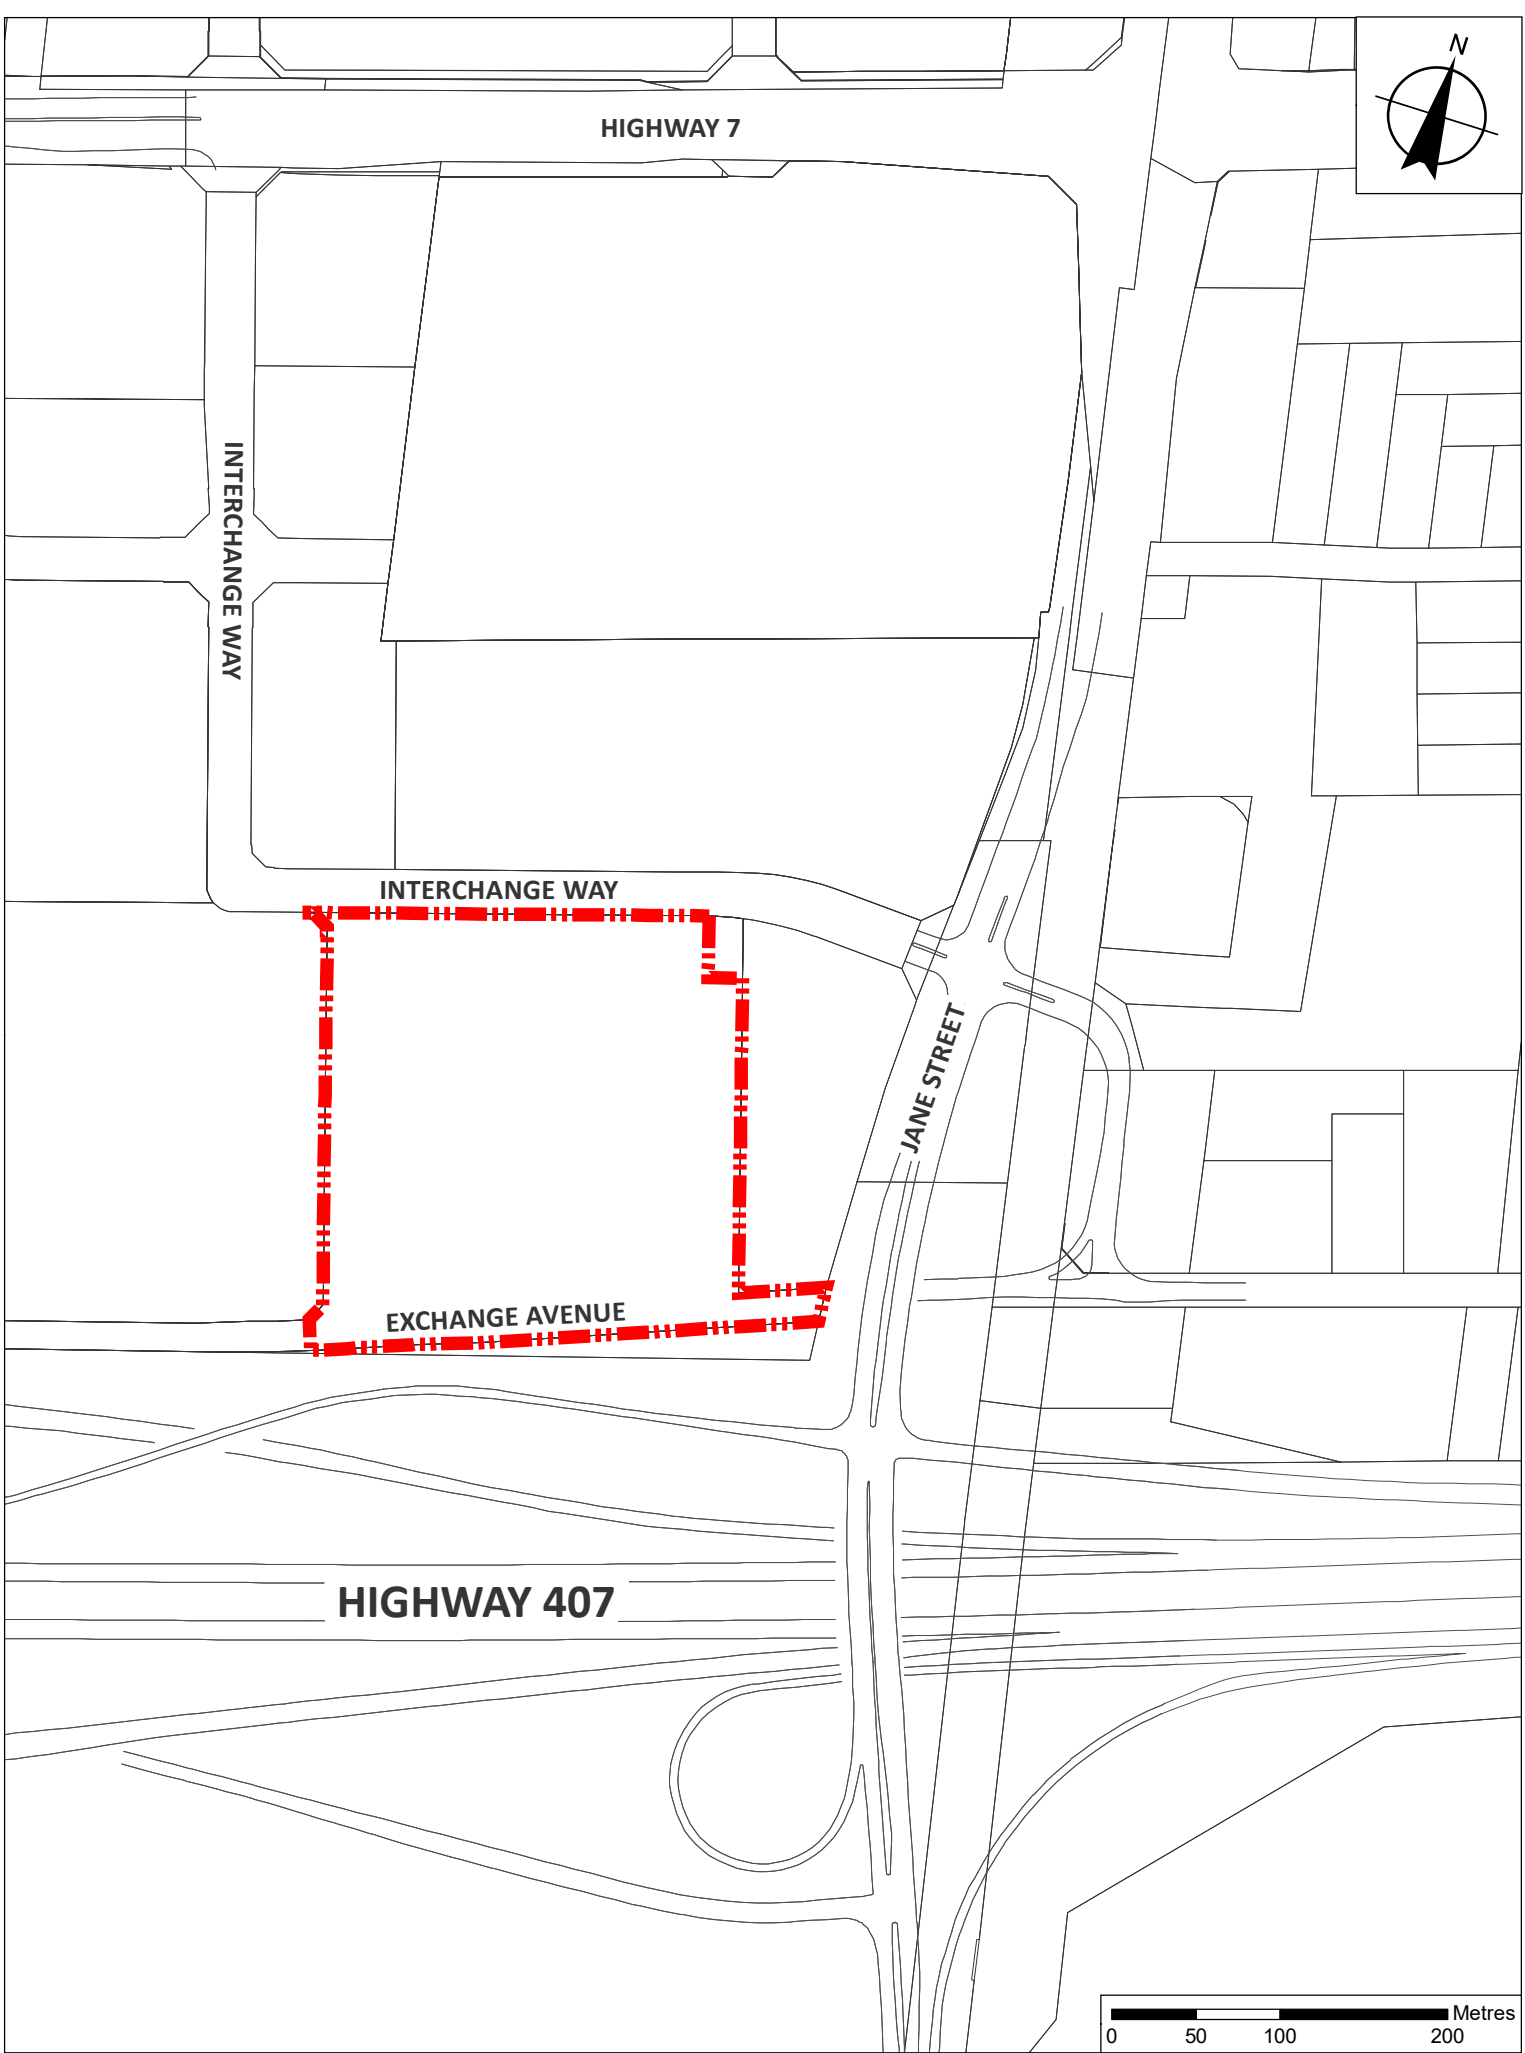 N
HIGHWAY 7
INTERCHANGE WAY
INTERCHANGE WAY
JANE STREET
EXCHANGE AVENUE
HIGHWAY 407
Metres
0 50 100 200